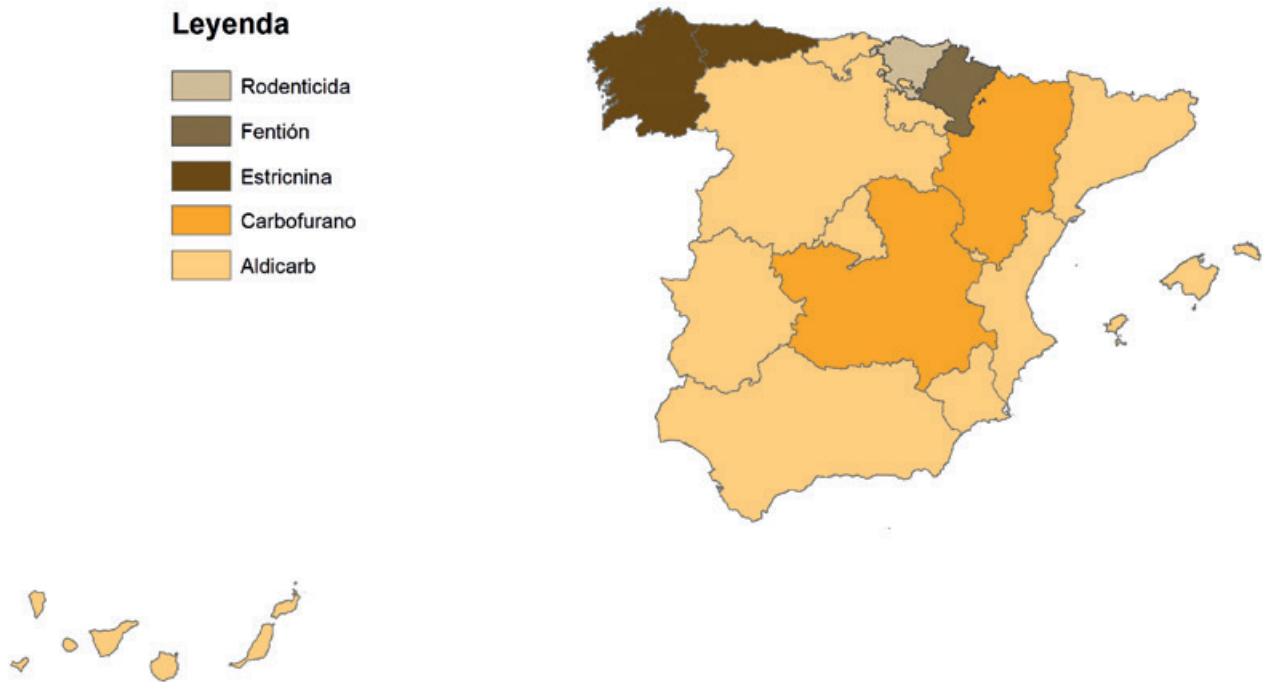 Leyenda
Rodenticida
Fentión
Estricnina
Carbofurano
Aldicarb